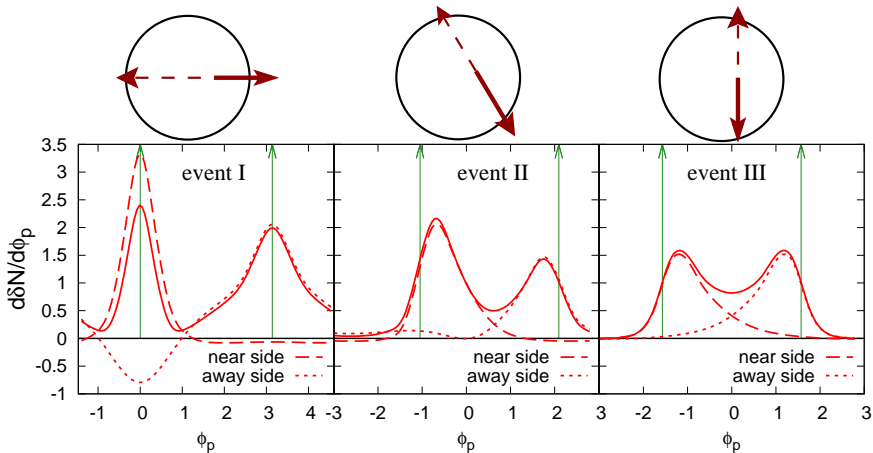 event I
event II
event III
dδN/dϕp
3.5
3
2.5
2
1.5
1
0.5
0
-0.5
-1
near side
away side
near side
away side
near side
away side
-1 0 1 2 3 4
-3 -2 -1 0 1 2
-3 -2 -1 0 1 2 3
ϕp
ϕp
ϕp